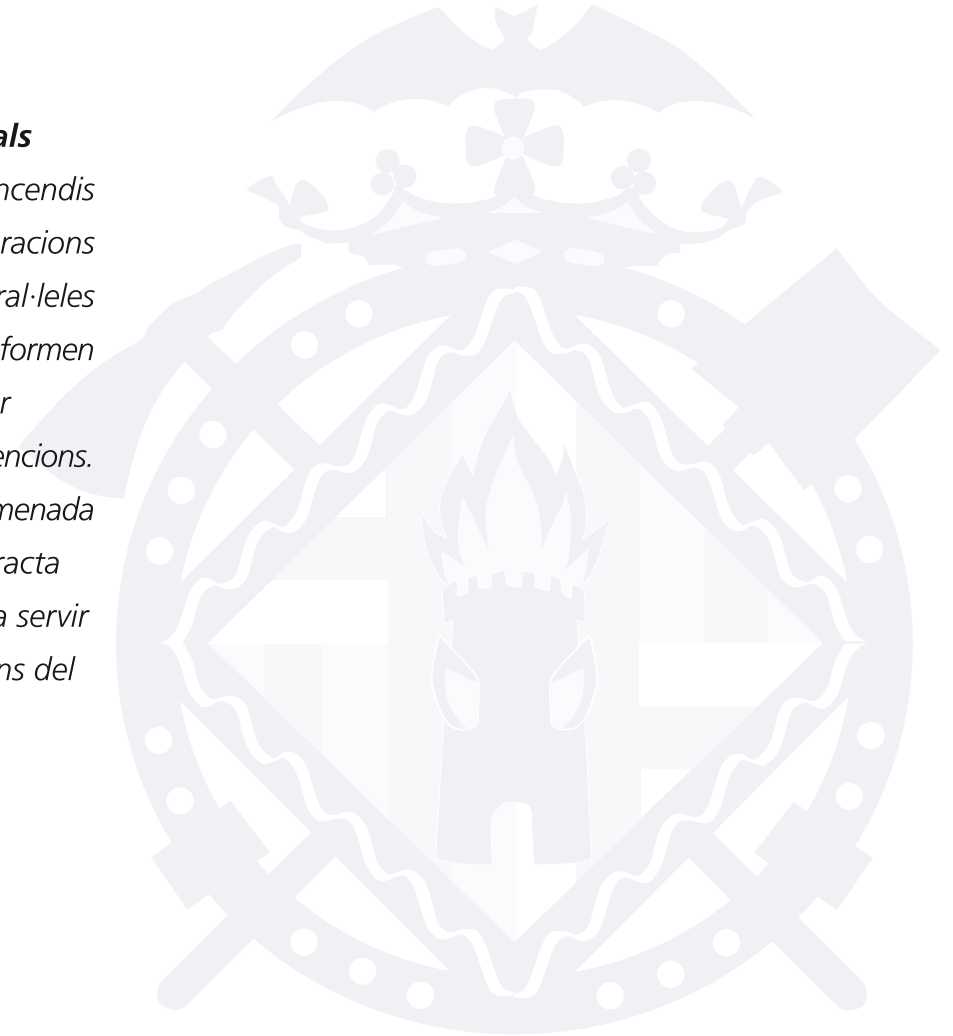 als
ncendis
racions
ral·leles
formen
r
encions.
menada
racta
a servir
ns del